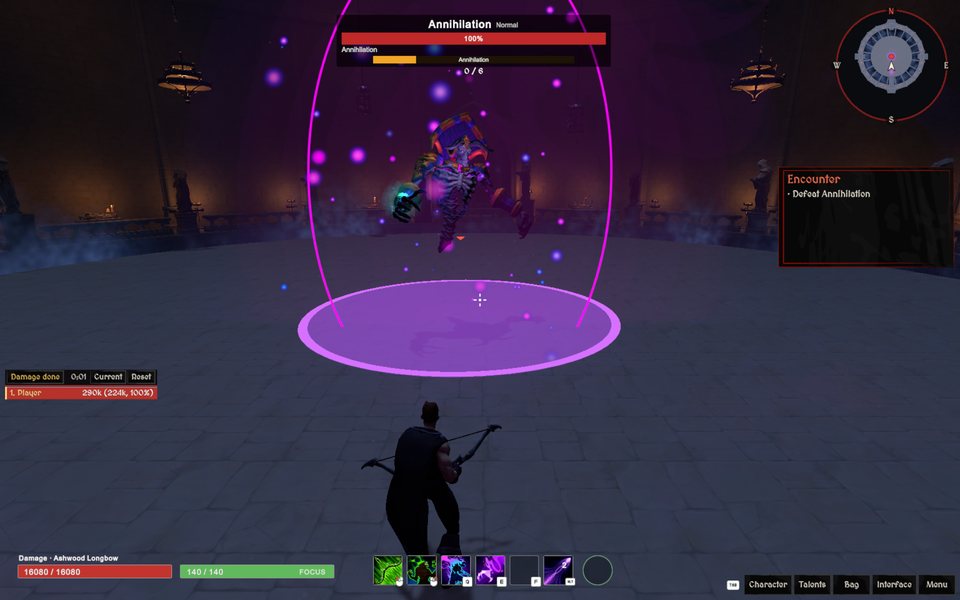 Annihilation Normal
100%
Annihilation
Annihilation
0 / 6
N
W
E
S
Encounter
• Defeat Annihilation
Damage done 0:01 Current Reset
1. Player 290k (224k, 100%)
Damage - Ashwood Longbow
16080 / 16080
140 / 140 FOCUS
Q
E
F
TAB
Character
Talents
Bag
Interface
Menu